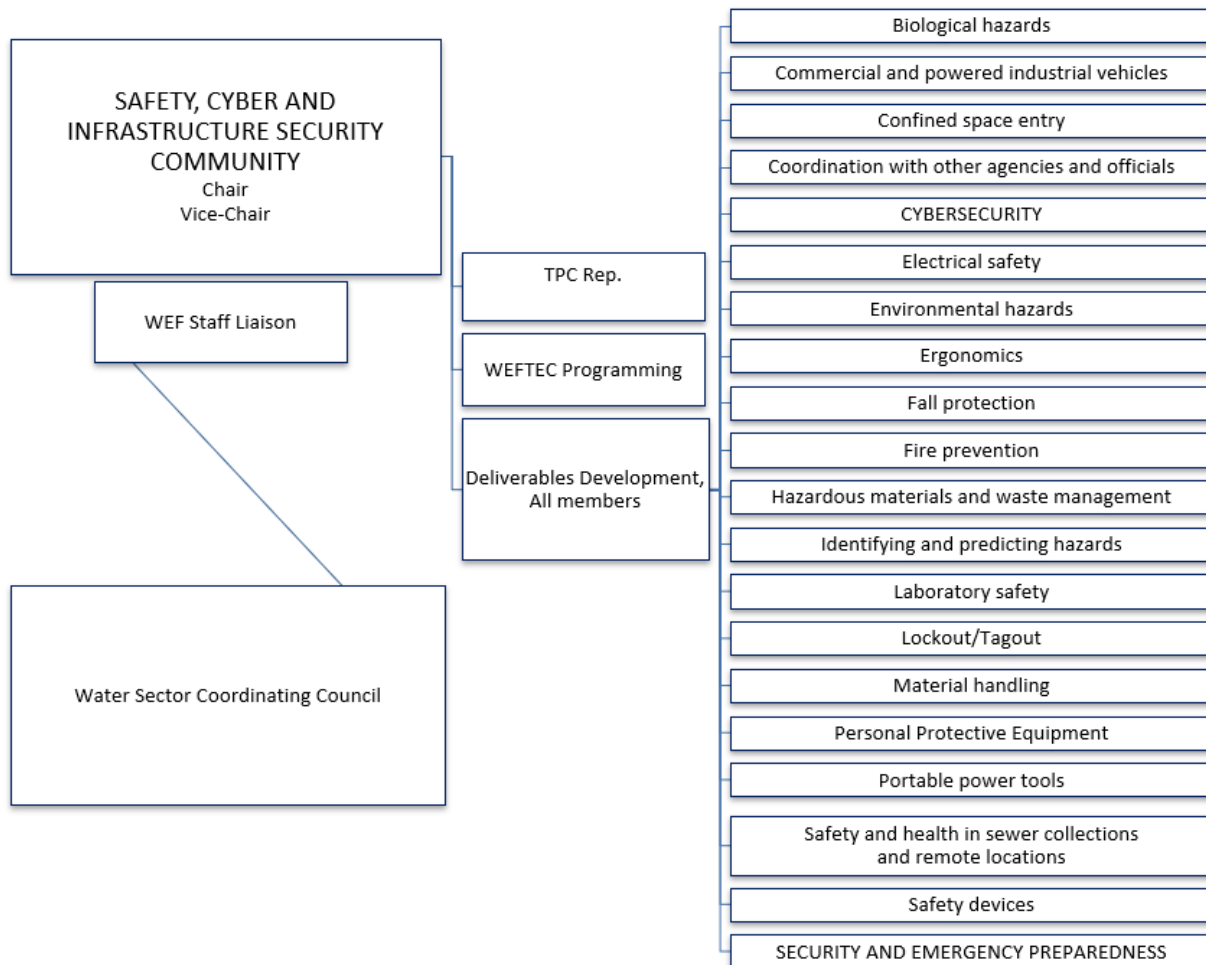 SAFETY, CYBER AND
INFRASTRUCTURE SECURITY
COMMUNITY
Chair
Vice-Chair
WEF Staff Liaison
Water Sector Coordinating Council
TPC Rep.
WEFTEC Programming
Deliverables Development,
All members
Biological hazards
Commercial and powered industrial vehicles
Confined space entry
Coordination with other agencies and officials
CYBERSECURITY
Electrical safety
Environmental hazards
Ergonomics
Fall protection
Fire prevention
Hazardous materials and waste management
Identifying and predicting hazards
Laboratory safety
Lockout/Tagout
Material handling
Personal Protective Equipment
Portable power tools
Safety and health in sewer collections
and remote locations
Safety devices
SECURITY AND EMERGENCY PREPAREDNESS